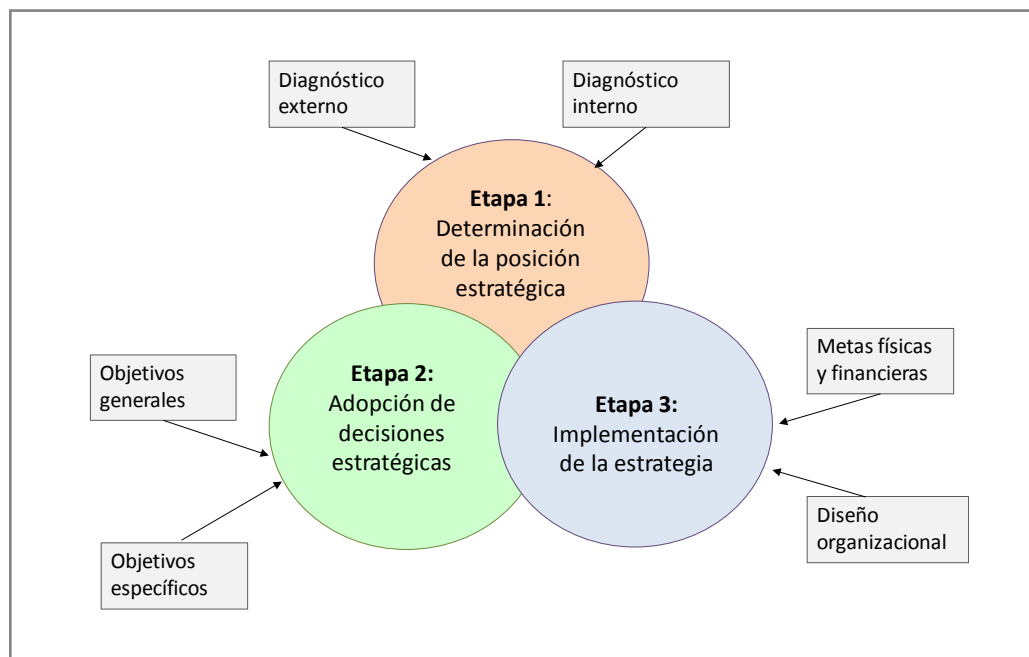 Diagnóstico
externo
Diagnóstico
interno
Etapa 1:
Determinación
de la posición
estratégica
Objetivos
generales
Etapa 2:
Adopción de
decisiones
estratégicas
Objetivos
específicos
Etapa 3:
Implementación
de la estrategia
Metas físicas
y financieras
Diseño
organizacional